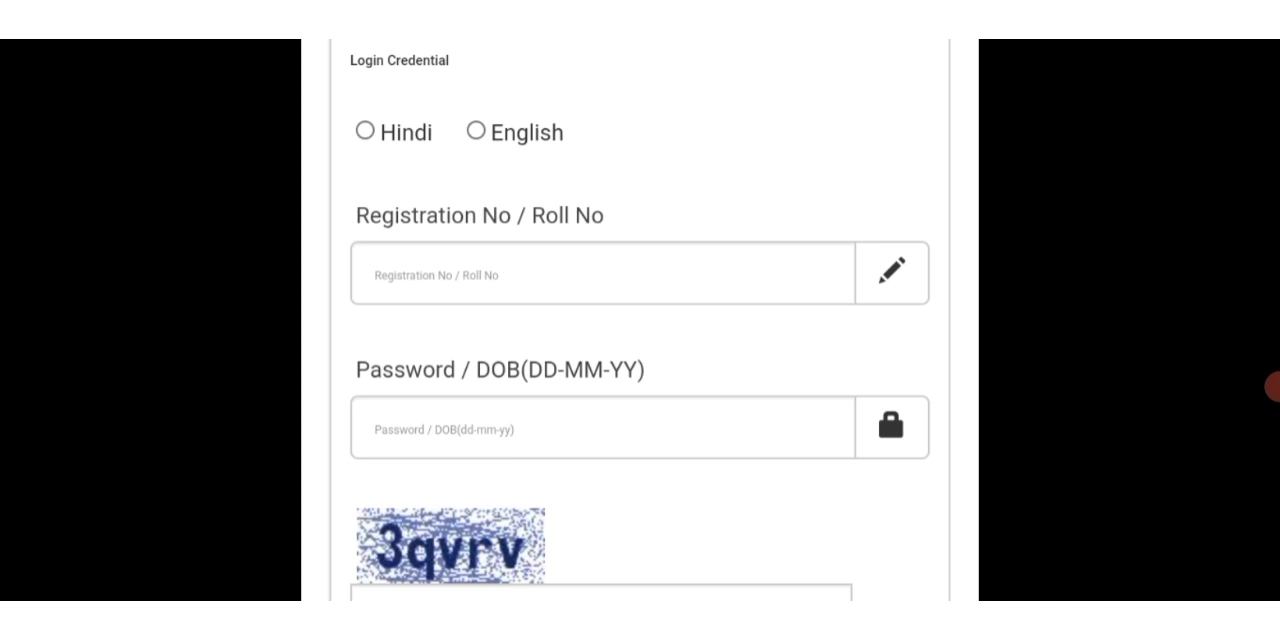 Login Credential
Hindi English
Registration No / Roll No
Registration No / Roll No
Password / DOB(DD-MM-YY)
Password / DOB(dd-mm-yy)
3qvrv